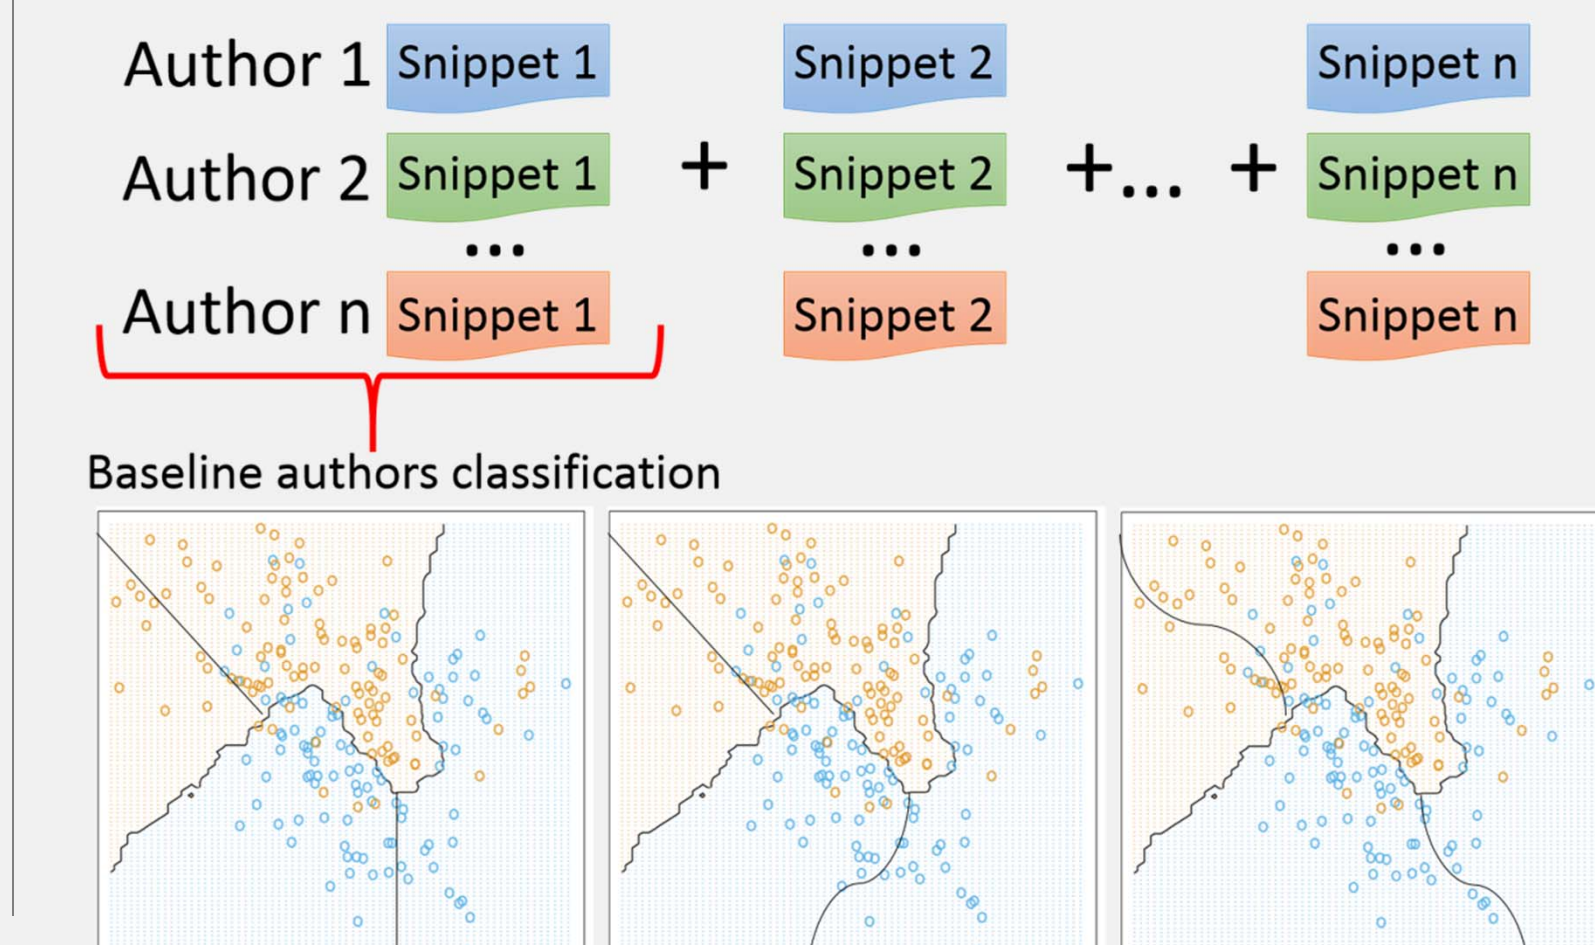 Author 1 Snippet 1 Snippet 2 Snippet n
Author 2 Snippet 1 + Snippet 2 +... + Snippet n
... ... ...
Author n Snippet 1 Snippet 2 Snippet n
Baseline authors classification